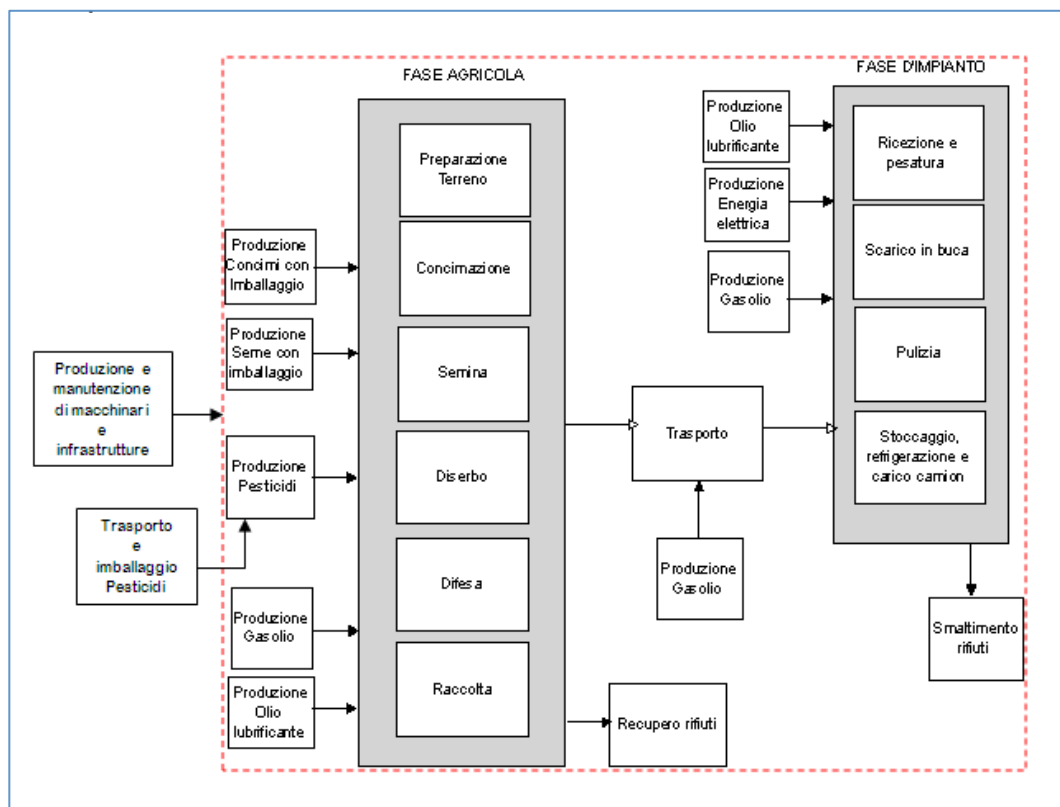 FASE AGRICOLA
FASE D'IMPIANTO
Produzione e
manutenzione
di macchinari
e
infrastrutture
Trasporto
e
imballaggio
Pesticidi
Produzione
Concimi con
Imballaggio
Produzione
Seme con
imballaggio
Produzione
Pesticidi
Produzione
Gasolio
Produzione
Olio
lubrificante
Preparazione
Terreno
Concimazione
Semina
Diserbo
Difesa
Raccolta
Recupero rifiuti
Trasporto
Produzione
Gasolio
Produzione
Olio
lubrificante
Produzione
Energia
elettrica
Produzione
Gasolio
Ricezione e
pesatura
Scarico in buca
Pulizia
Stoccaggio,
refrigerazione e
carico camion
Smaltimento
rifiuti